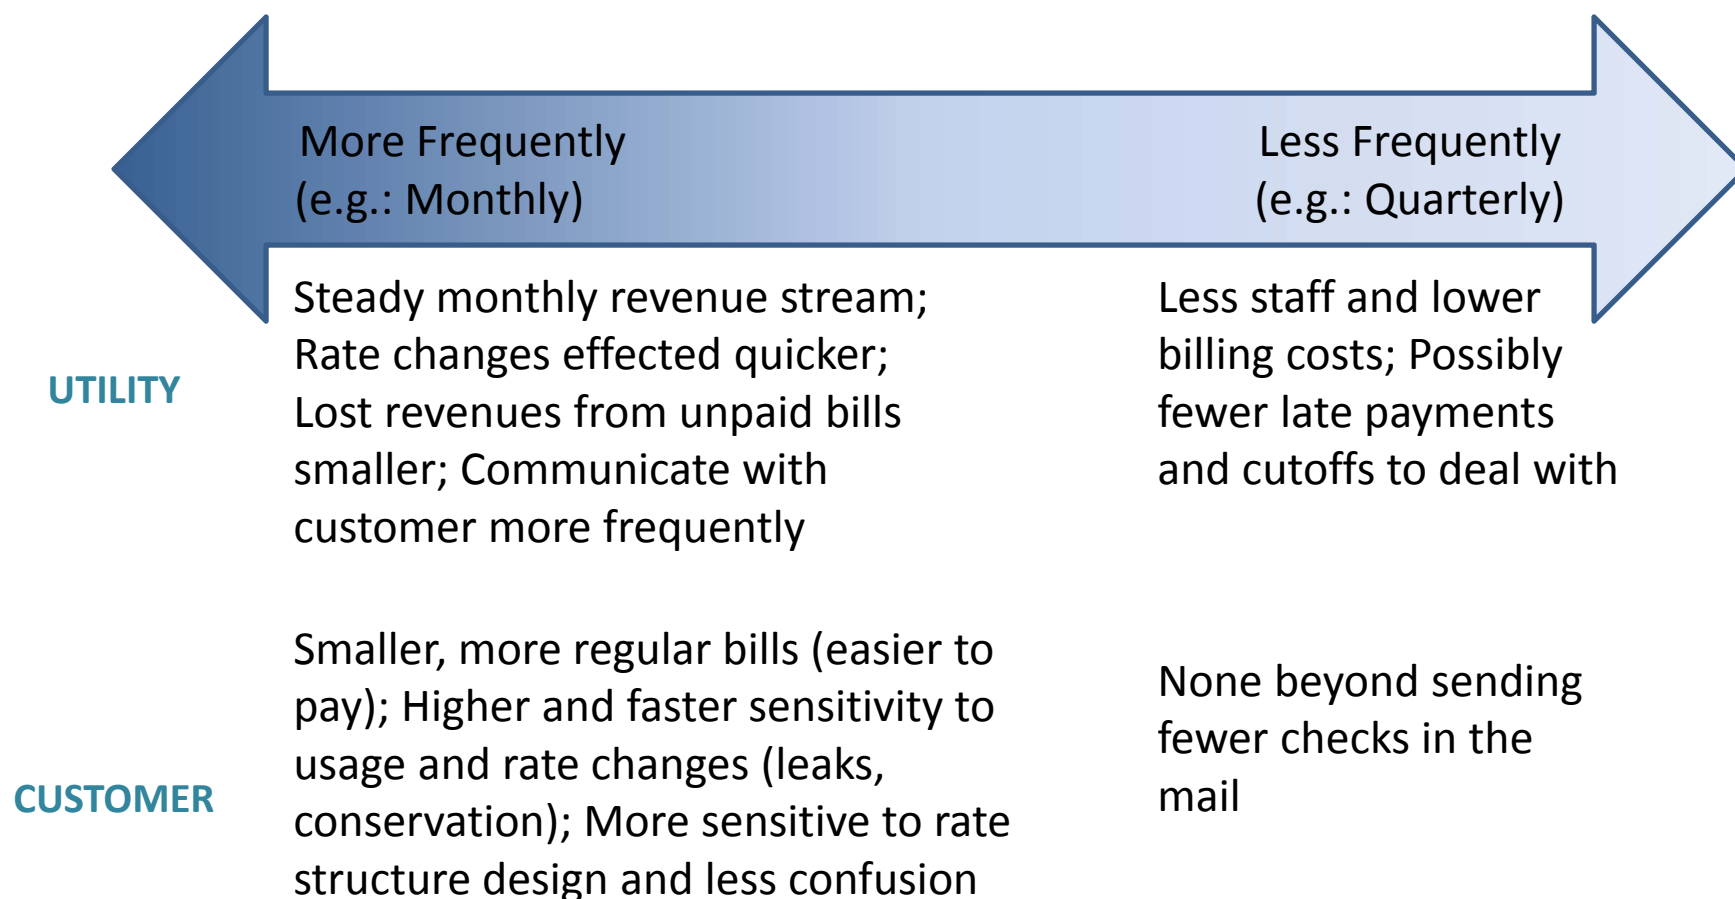 More Frequently
(e.g.: Monthly)
Less Frequently
(e.g.: Quarterly)
UTILITY
Steady monthly revenue stream;
Rate changes effected quicker;
Lost revenues from unpaid bills
smaller; Communicate with
customer more frequently
Less staff and lower
billing costs; Possibly
fewer late payments
and cutoffs to deal with
CUSTOMER
Smaller, more regular bills (easier to
pay); Higher and faster sensitivity to
usage and rate changes (leaks,
conservation); More sensitive to rate
structure design and less confusion
None beyond sending
fewer checks in the
mail